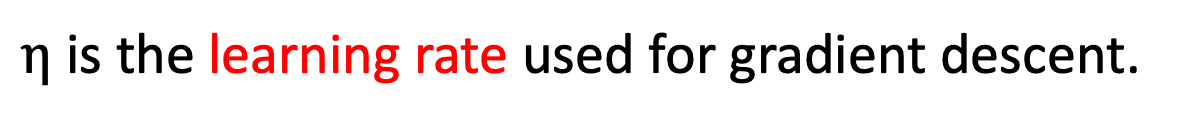 η is the learning rate used for gradient descent.